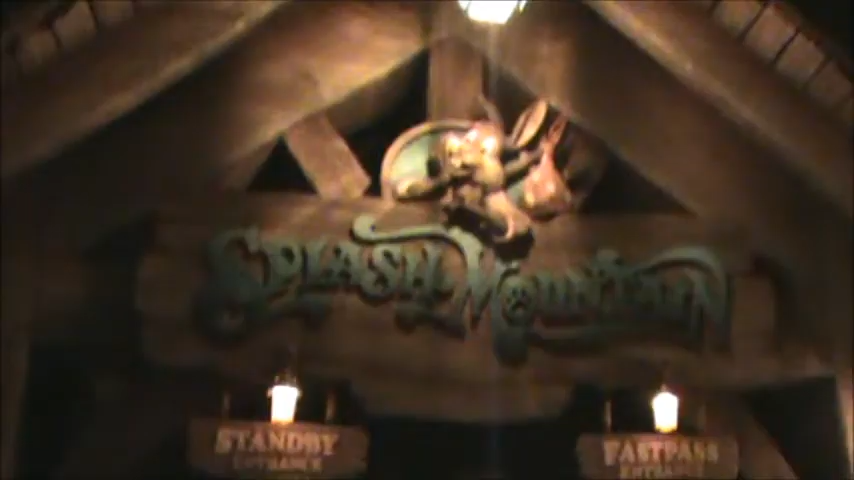 SPLASH MOUNTAIN
STANDBY
ENTRANCE
FASTPASS
ENTRANCE